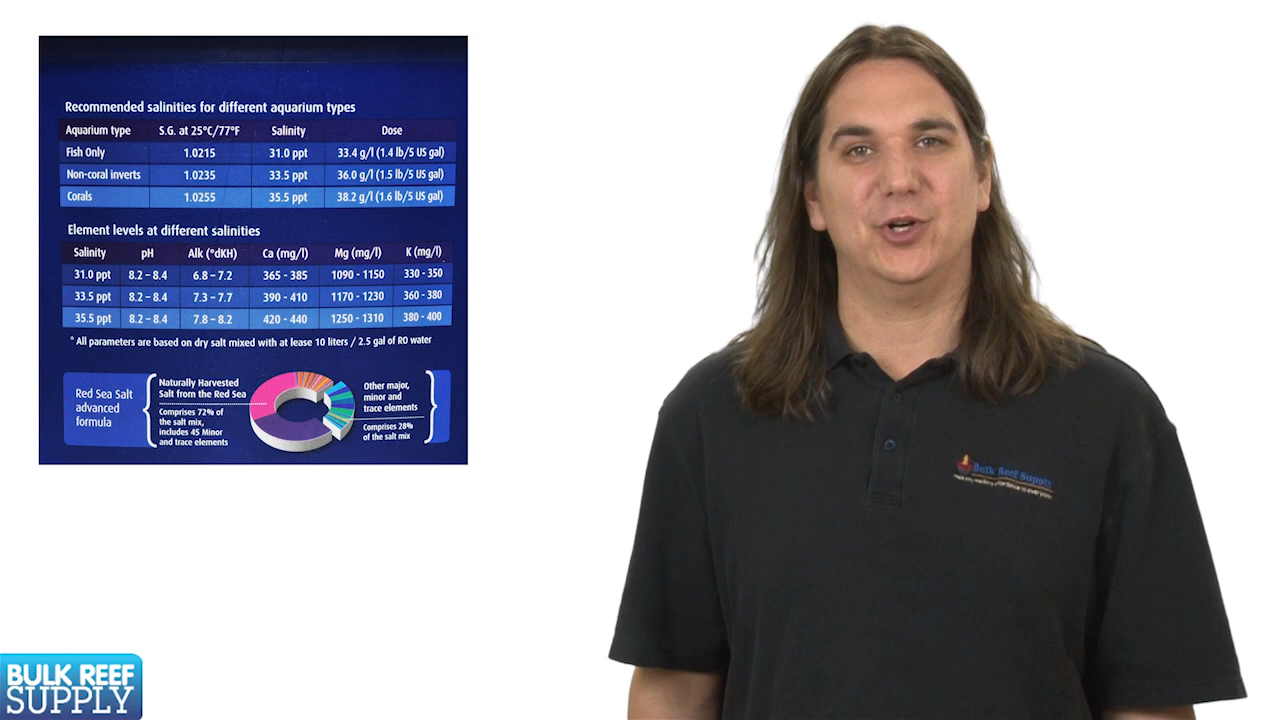 Recommended salinities for different aquarium types
Aquarium type S.G. at 25°C/77°F Salinity Dose
Fish Only 1.0215 31.0 ppt 33.4 g/l (1.4 lb/5 US gal)
Non-coral inverts 1.0235 33.5 ppt 36.0 g/l (1.5 lb/5 US gal)
Corals 1.0255 35.5 ppt 38.2 g/l (1.6 lb/5 US gal)
Element levels at different salinities
Salinity pH Alk (°dKH) Ca (mg/l) Mg (mg/l) K (mg/l)
31.0 ppt 8.2 – 8.4 6.8 – 7.2 365 - 385 1090 - 1150 330 - 350
33.5 ppt 8.2 – 8.4 7.3 – 7.7 390 - 410 1170 - 1230 360 - 380
35.5 ppt 8.2 – 8.4 7.8 – 8.2 420 - 440 1250 - 1310 380 - 400
* All parameters are based on dry salt mixed with at lease 10 liters / 2.5 gal of RO water
Red Sea Salt
advanced
formula
Naturally Harvested
Salt from the Red Sea
Comprises 72% of
the salt mix,
includes 45 Minor
and trace elements
Other major,
minor and
trace elements
Comprises 28%
of the salt mix
Bulk Reef Supply
BULK REEF
SUPPLY